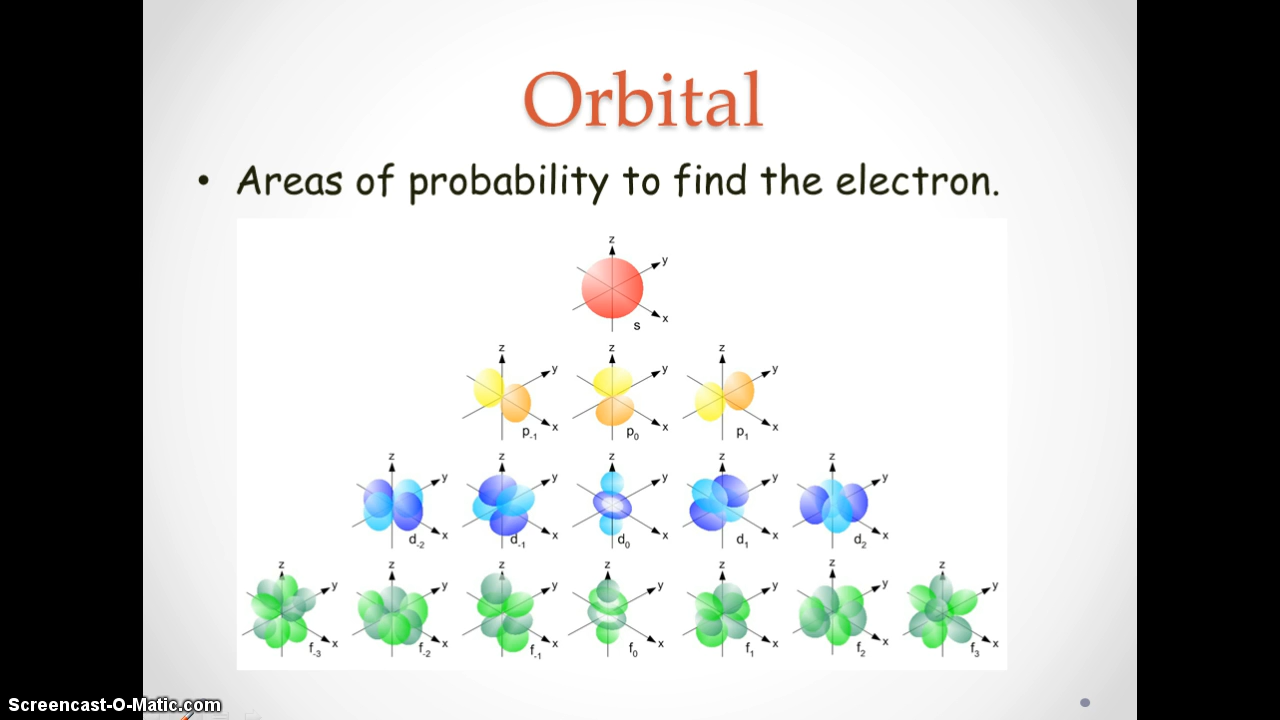 Orbital
• Areas of probability to find the electron.
z
y
x
s
z z z
y y y
x x x
p-1 p0 p1
z z z z z
y y y y y
x x x x x
d-2 d-1 d0 d1 d2
z z z z z z z
y y y y y y y
x x x x x x x
f-3 f-2 f-1 f0 f1 f2 f3
Screencast-O-Matic.com